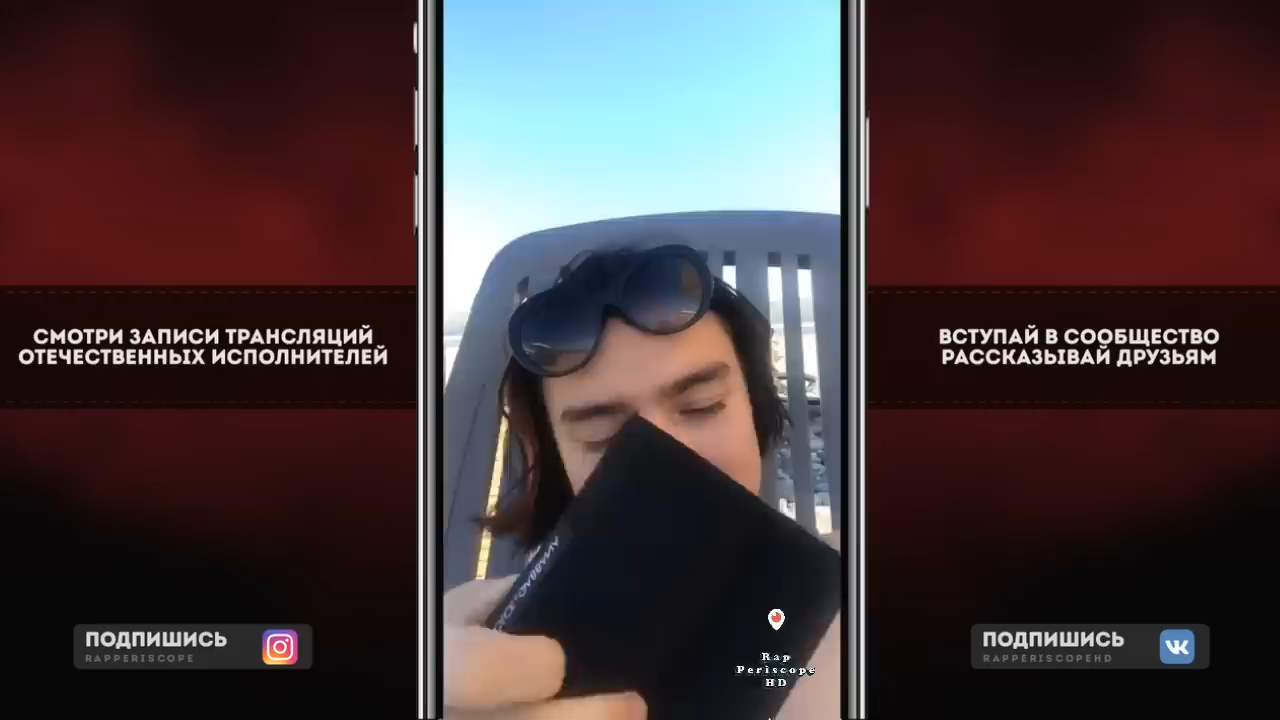 СМОТРИ ЗАПИСИ ТРАНСЛЯЦИЙ
ОТЕЧЕСТВЕННЫХ ИСПОЛНИТЕЛЕЙ
ВСТУПАЙ В СООБЩЕСТВО
РАССКАЗЫВАЙ ДРУЗЬЯМ
ПОДПИШИСЬ
RAPPERISCOPE
Rap
Periscope
HD
ПОДПИШИСЬ
RAPPERISCOPEHD